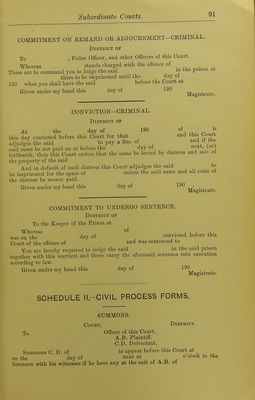 Subordinate Courts. 91
COMMITMENT ON REMAND OR ADJOURNMENT—CRIMINAL.
DISTRICT OF
To , Police Officer, and other Officers of this Court.
Whereas stands charged with the offence of
These are to command you to lodge the said in the prison at
there to be imprisoned until the day of
190 when you shall have the said before the Court at
Given under my hand this day of 190
Magistrate.
CONVICTION—CRIMINAL.
DISTRICT OF
At the day of 190 of is
this day convicted before this Court for that and this Court
adjudges the said to pay a fine of and if the
said sum be not paid on or before the day of next, (or)
forthwith, then this Court orders that the same be levied by distress and sale of
the property of the said
And in default of such distress this Court adjudges the said to
be imprisoned for the space of unless the said sums and all costs of
the distress be sooner paid.
Given under my hand this day of 190
Magistrate.
COMMITMENT TO UNDERGO SENTENCE.
DISTRICT OF
To the Keeper of the Prison at
Whereas of
was on the day of convicted before this
Court of the offence of and was sentenced to
You are hereby required to lodge the said in the said prison
together with this warrant and there carry the aforesaid sentence into execution
according to law.
Given under my hand this day of 190
Magistrate.
SCHEDULE II.—CIVIL PROCESS FORMS.
SUMMONS.
COURT, DISTRICT.
To Officer of this Court.
A.B. Plaintiff.
C.D. Defendant.
Summons C. D. of to appear before this Court at
on the day of next at o'clock in the
forenoon with his witnesses if he have any at the suit of A.B. of